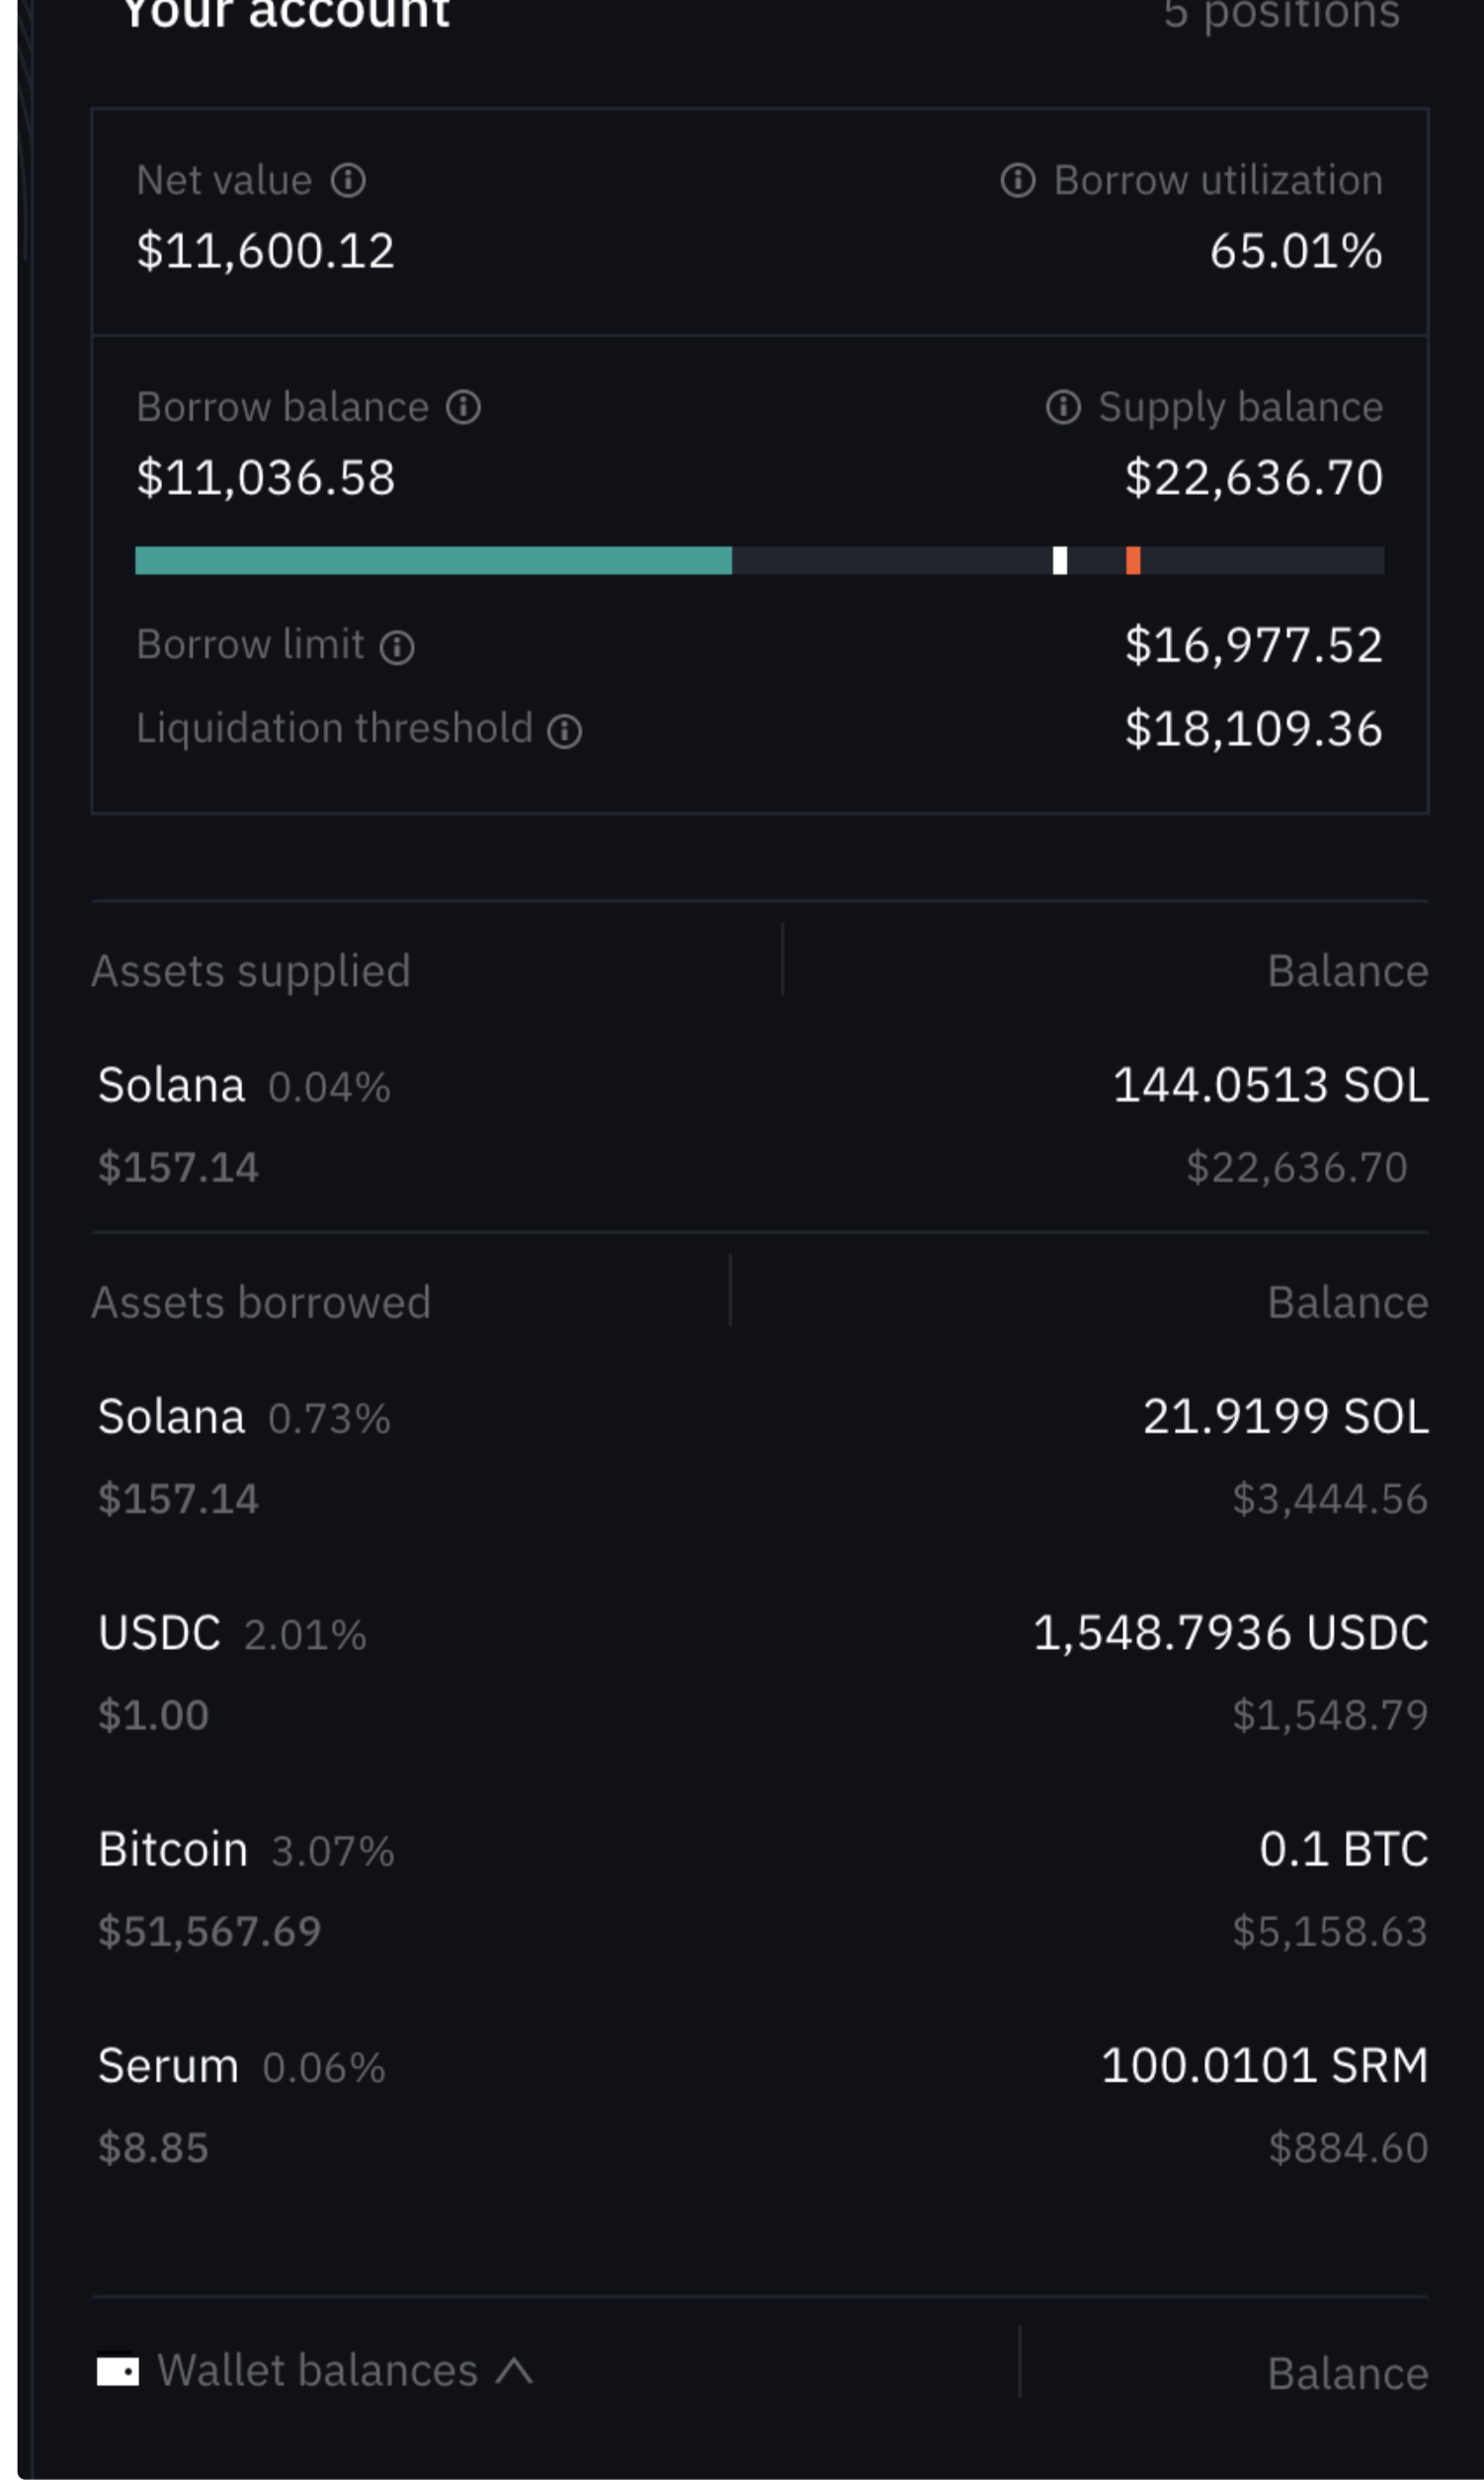 Your account 5 positions
Net value Borrow utilization
$11,600.12 65.01%
Borrow balance Supply balance
$11,036.58 $22,636.70
Borrow limit $16,977.52
Liquidation threshold $18,109.36
Assets supplied Balance
Solana 0.04% 144.0513 SOL
$157.14 $22,636.70
Assets borrowed Balance
Solana 0.73% 21.9199 SOL
$157.14 $3,444.56
USDC 2.01% 1,548.7936 USDC
$1.00 $1,548.79
Bitcoin 3.07% 0.1 BTC
$51,567.69 $5,158.63
Serum 0.06% 100.0101 SRM
$8.85 $884.60
Wallet balances Balance